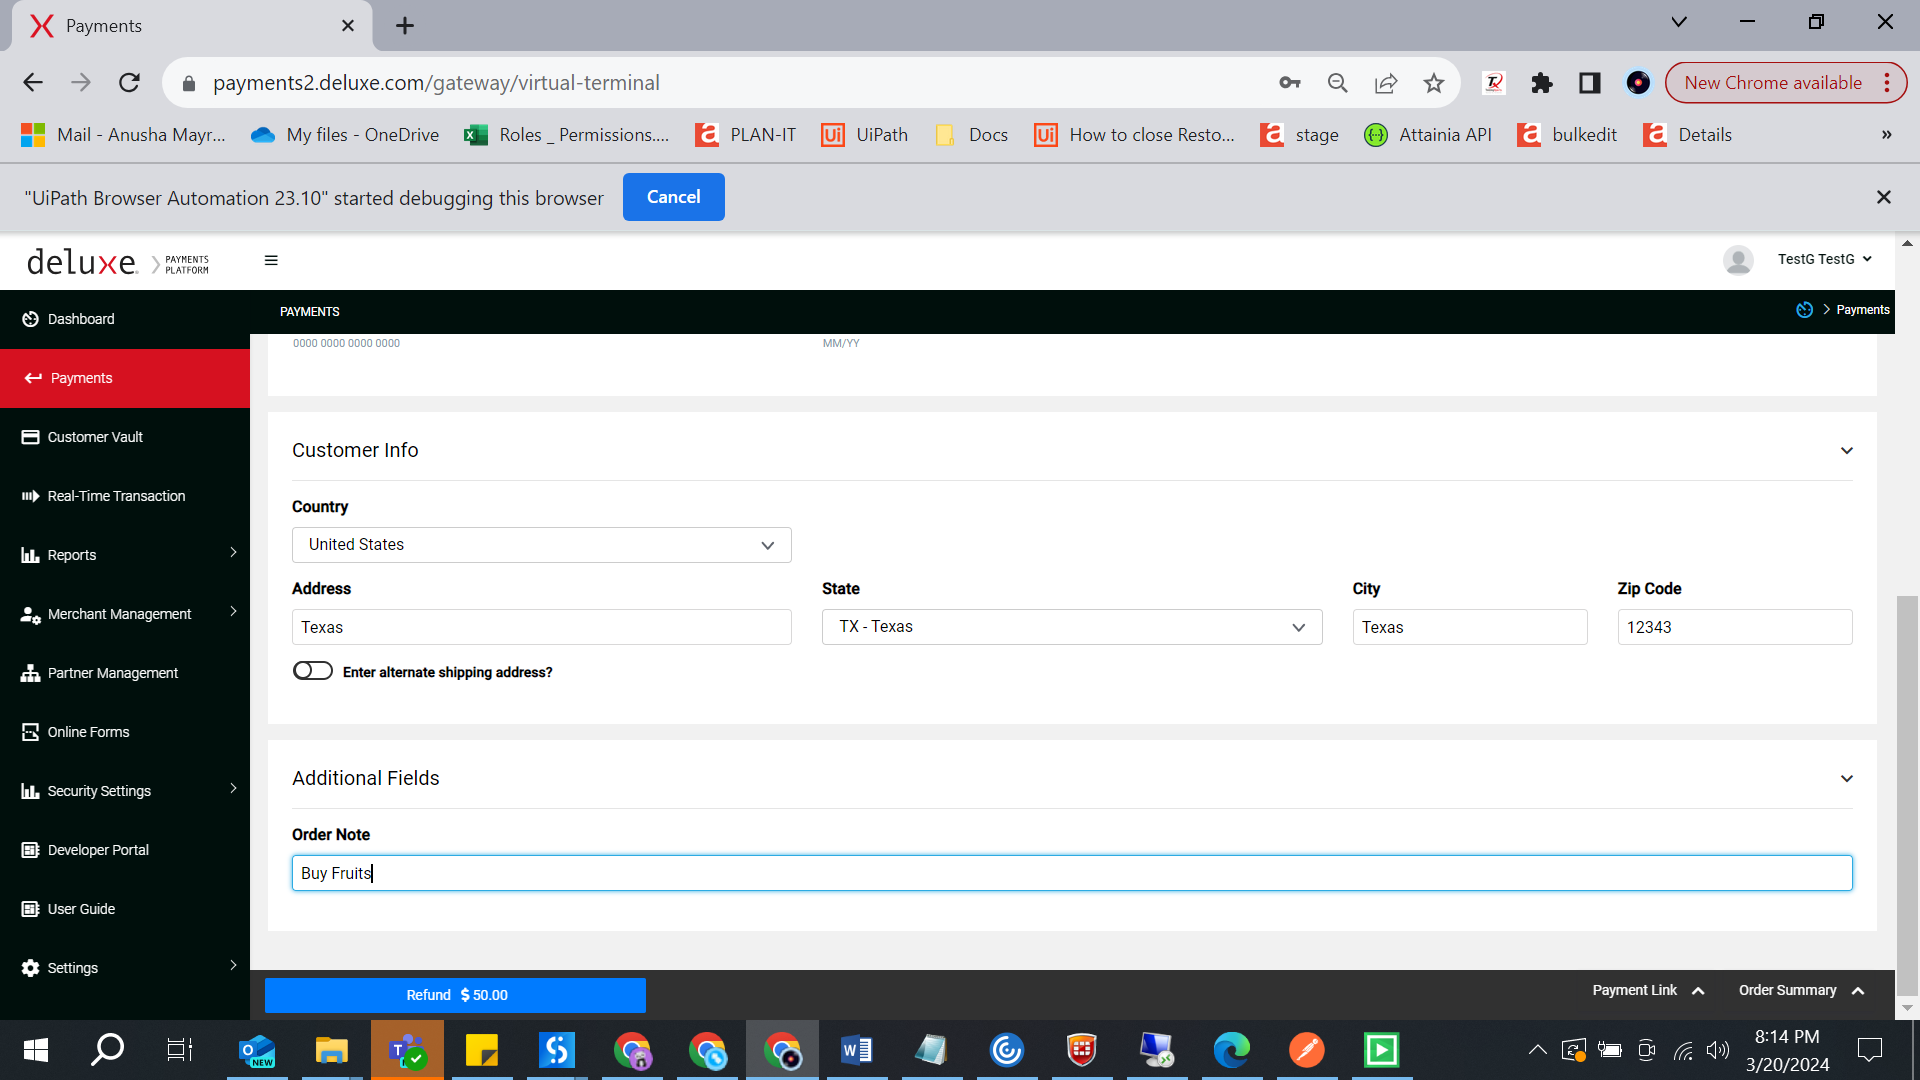 Payments
payments2.deluxe.com/gateway/virtual-terminal
New Chrome available
Mail - Anusha Mayr...
My files - OneDrive
Roles _ Permissions....
PLAN-IT
UiPath
Docs
How to close Resto...
stage
Attainia API
bulkedit
Details
»
"UiPath Browser Automation 23.10" started debugging this browser
Cancel
deluxe. PAYMENTS
PLATFORM
TestG TestG
Dashboard
Payments
Customer Vault
Real-Time Transaction
Reports
Merchant Management
Partner Management
Online Forms
Security Settings
Developer Portal
User Guide
Settings
PAYMENTS
Payments
0000 0000 0000 0000
MM/YY
Customer Info
Country
United States
Address
State
City
Zip Code
Texas
TX - Texas
Texas
12343
Enter alternate shipping address?
Additional Fields
Order Note
Buy Fruits
Refund $ 50.00
Payment Link
Order Summary
NEW
8:14 PM
3/20/2024